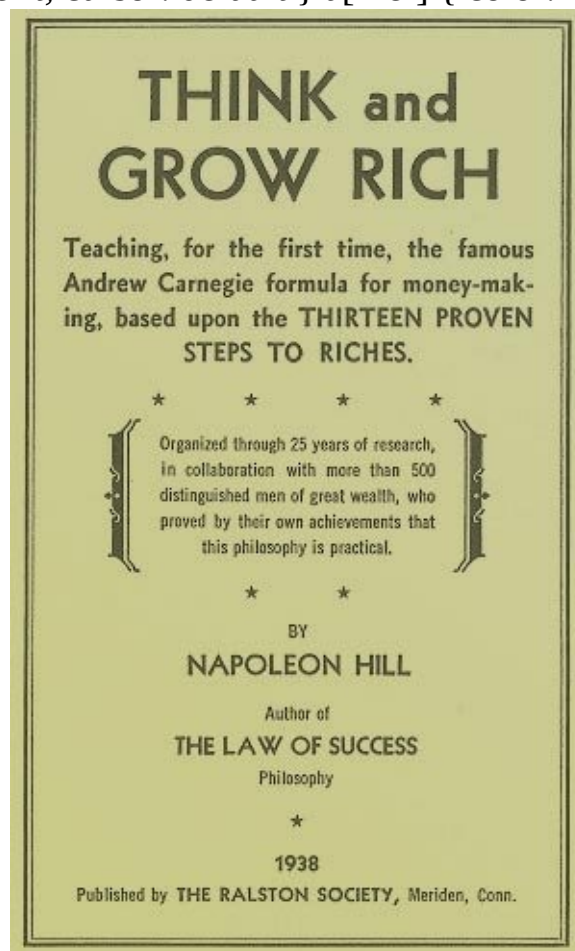 THINK and
GROW RICH
Teaching, for the first time, the famous
Andrew Carnegie formula for money-mak-
ing, based upon the THIRTEEN PROVEN
STEPS TO RICHES.
Organized through 25 years of research,
in collaboration with more than 500
distinguished men of great wealth, who
proved by their own achievements that
this philosophy is practical.
BY
NAPOLEON HILL
Author of
THE LAW OF SUCCESS
Philosophy
1938
Published by THE RALSTON SOCIETY, Meriden, Conn.